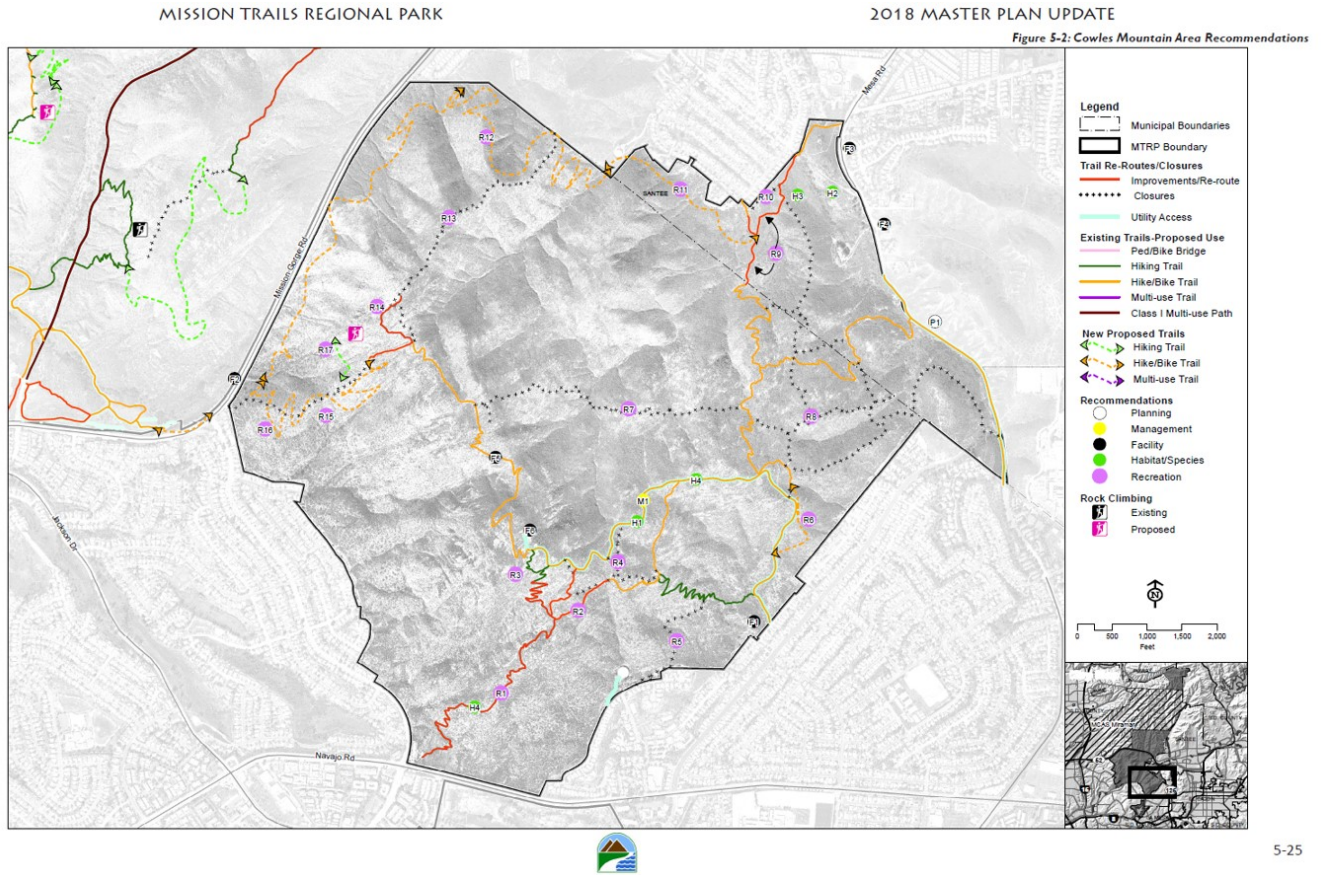 MISSION TRAILS REGIONAL PARK
2018 MASTER PLAN UPDATE
Figure 5-2: Cowles Mountain Area Recommendations
Mesa Rd
R12
F3
SANTEE
R11
R10
H3
H2
R13
Mission Gorge Rd
R9
R14
P1
R17
R7
R8
R15
R16
H4
M1
H1
R6
R3
R4
R2
R5
R1
H4
Jackson Dr
Navajo Rd
Legend
Municipal Boundaries
MTRP Boundary
Trail Re-Routes/Closures
Improvements/Re-route
Closures
Utility Access
Existing Trails-Proposed Use
Ped/Bike Bridge
Hiking Trail
Hike/Bike Trail
Multi-use Trail
Class I Multi-use Path
New Proposed Trails
Hiking Trail
Hike/Bike Trail
Multi-use Trail
Recommendations
Planning
Management
Facility
Habitat/Species
Recreation
Rock Climbing
Existing
Proposed
N
0 500 1,000 1,500 2,000
Feet
MCAS Miramar
52
125
8
5-25